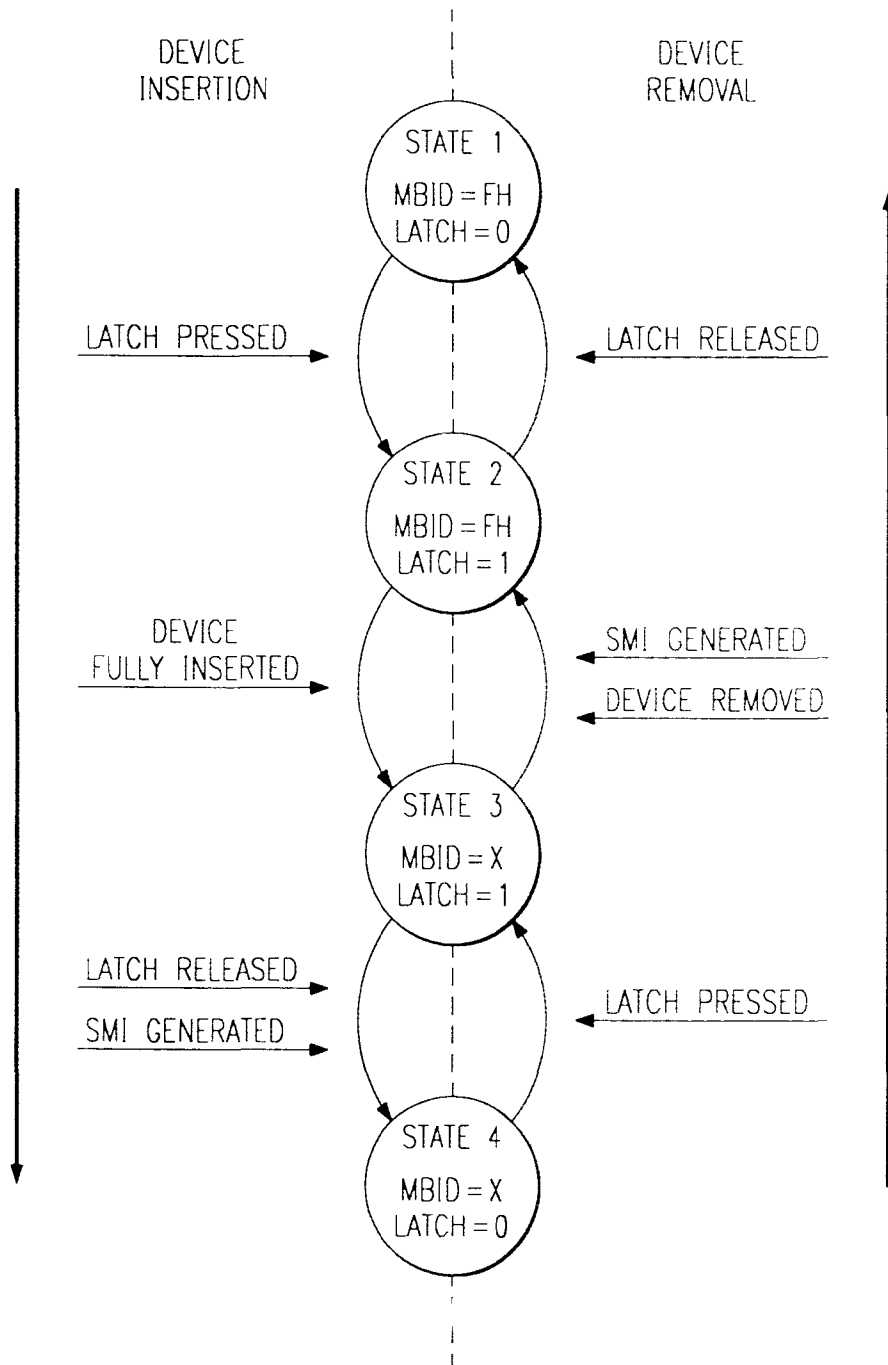 DEVICE
INSERTION
DEVICE
REMOVAL
STATE 1
MBID = FH
LATCH = 0
LATCH PRESSED
LATCH RELEASED
STATE 2
MBID = FH
LATCH = 1
DEVICE
FULLY INSERTED
SMI GENERATED
DEVICE REMOVED
STATE 3
MBID = X
LATCH = 1
LATCH RELEASED
SMI GENERATED
LATCH PRESSED
STATE 4
MBID = X
LATCH = 0